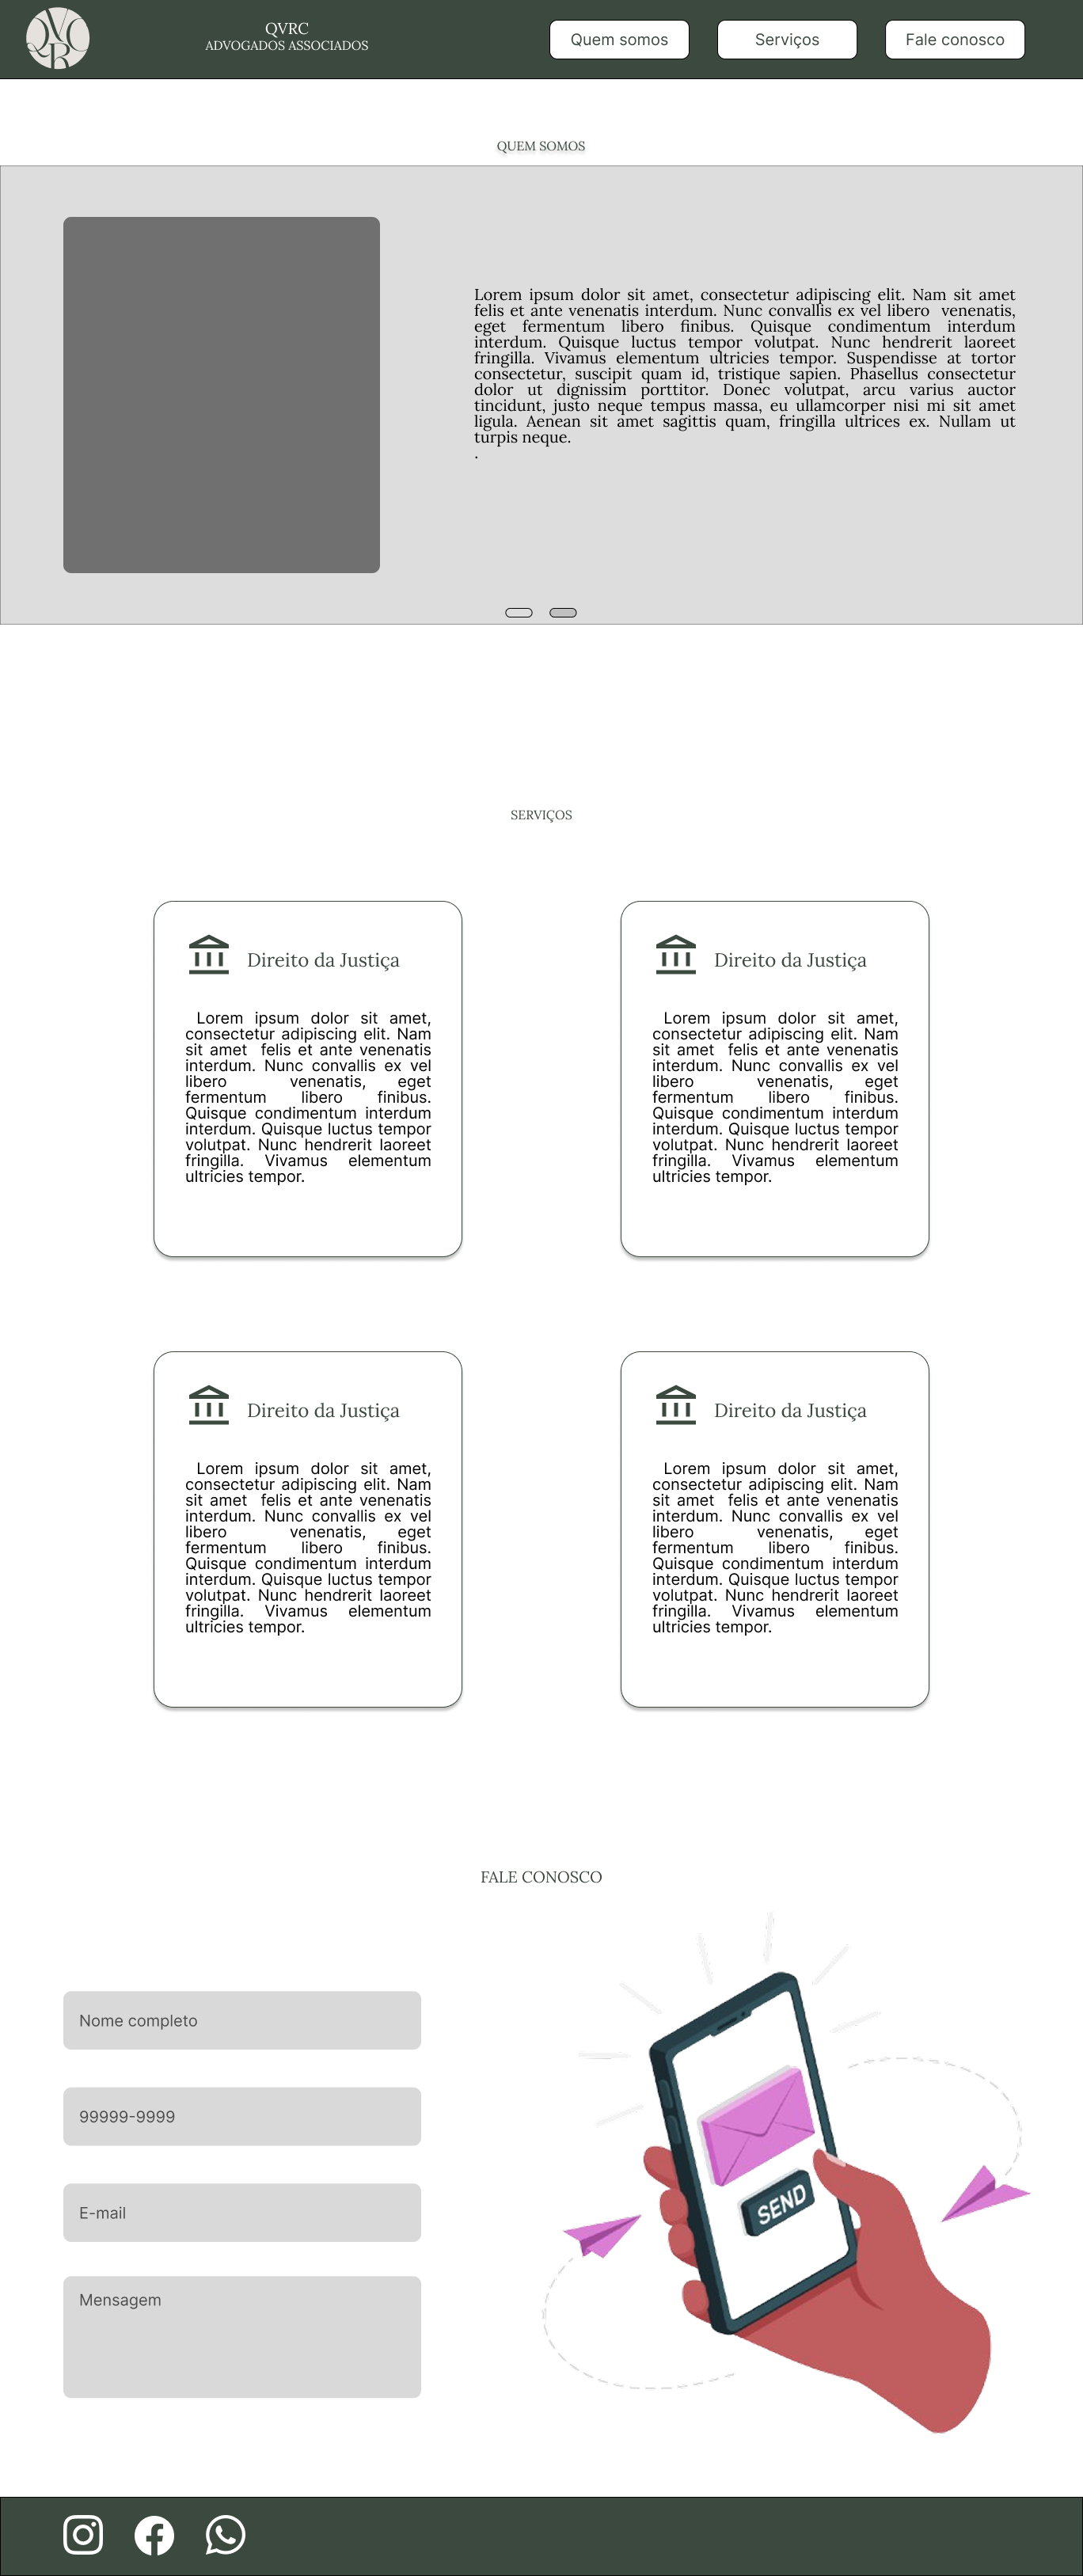 QVRC
QVRC
ADVOGADOS ASSOCIADOS
Quem somos
Serviços
Fale conosco
QUEM SOMOS
Lorem ipsum dolor sit amet, consectetur adipiscing elit. Nam sit amet
felis et ante venenatis interdum. Nunc convallis ex vel libero venenatis,
eget fermentum libero finibus. Quisque condimentum interdum
interdum. Quisque luctus tempor volutpat. Nunc hendrerit laoreet
fringilla. Vivamus elementum ultricies tempor. Suspendisse at tortor
consectetur, suscipit quam id, tristique sapien. Phasellus consectetur
dolor ut dignissim porttitor. Donec volutpat, arcu varius auctor
tincidunt, justo neque tempus massa, eu ullamcorper nisi mi sit amet
ligula. Aenean sit amet sagittis quam, fringilla ultrices ex. Nullam ut
turpis neque.
.
SERVIÇOS
Direito da Justiça
Lorem ipsum dolor sit amet,
consectetur adipiscing elit. Nam
sit amet felis et ante venenatis
interdum. Nunc convallis ex vel
libero venenatis, eget
fermentum libero finibus.
Quisque condimentum interdum
interdum. Quisque luctus tempor
volutpat. Nunc hendrerit laoreet
fringilla. Vivamus elementum
ultricies tempor.
Direito da Justiça
Lorem ipsum dolor sit amet,
consectetur adipiscing elit. Nam
sit amet felis et ante venenatis
interdum. Nunc convallis ex vel
libero venenatis, eget
fermentum libero finibus.
Quisque condimentum interdum
interdum. Quisque luctus tempor
volutpat. Nunc hendrerit laoreet
fringilla. Vivamus elementum
ultricies tempor.
Direito da Justiça
Lorem ipsum dolor sit amet,
consectetur adipiscing elit. Nam
sit amet felis et ante venenatis
interdum. Nunc convallis ex vel
libero venenatis, eget
fermentum libero finibus.
Quisque condimentum interdum
interdum. Quisque luctus tempor
volutpat. Nunc hendrerit laoreet
fringilla. Vivamus elementum
ultricies tempor.
Direito da Justiça
Lorem ipsum dolor sit amet,
consectetur adipiscing elit. Nam
sit amet felis et ante venenatis
interdum. Nunc convallis ex vel
libero venenatis, eget
fermentum libero finibus.
Quisque condimentum interdum
interdum. Quisque luctus tempor
volutpat. Nunc hendrerit laoreet
fringilla. Vivamus elementum
ultricies tempor.
FALE CONOSCO
Nome completo
99999-9999
E-mail
Mensagem
SEND